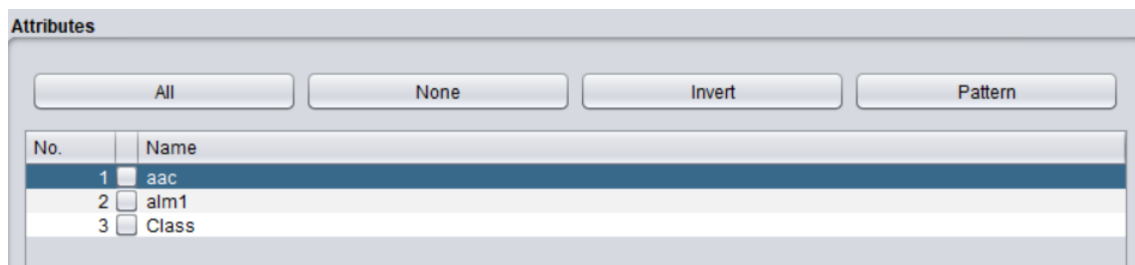 Attributes
All None Invert Pattern
No. Name
1 aac
2 alm1
3 Class